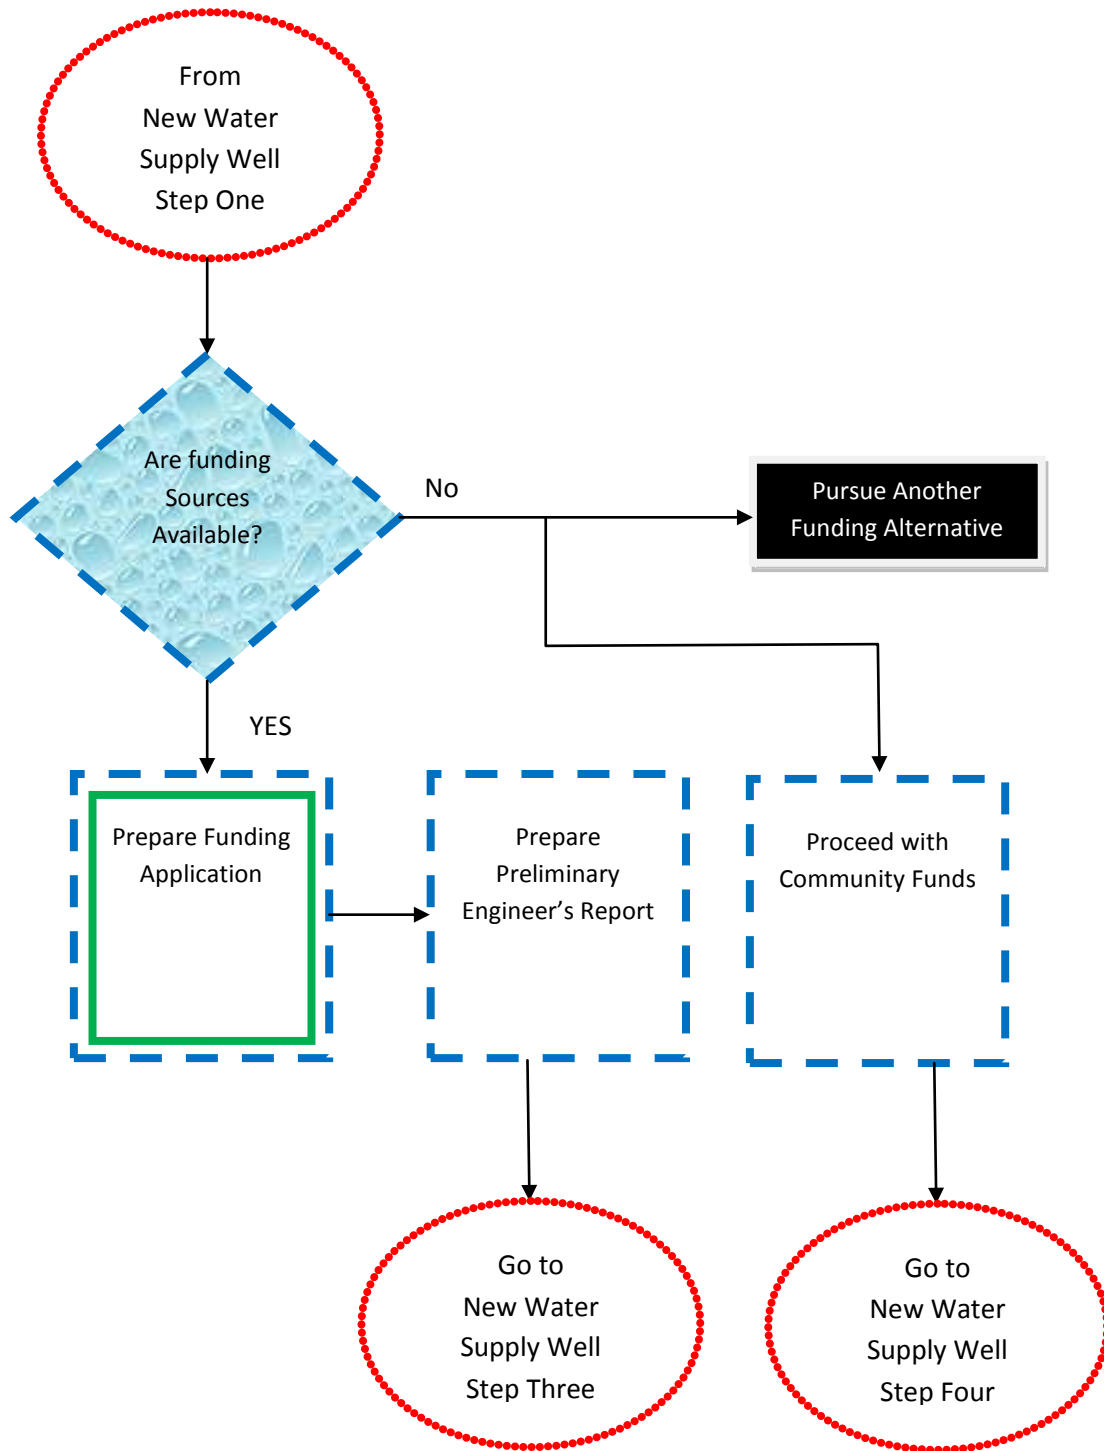 From
New Water
Supply Well
Step One
Are funding
Sources
Available?
No
Pursue Another
Funding Alternative
YES
Prepare Funding
Application
Prepare
Preliminary
Engineer’s Report
Proceed with
Community Funds
Go to
New Water
Supply Well
Step Three
Go to
New Water
Supply Well
Step Four